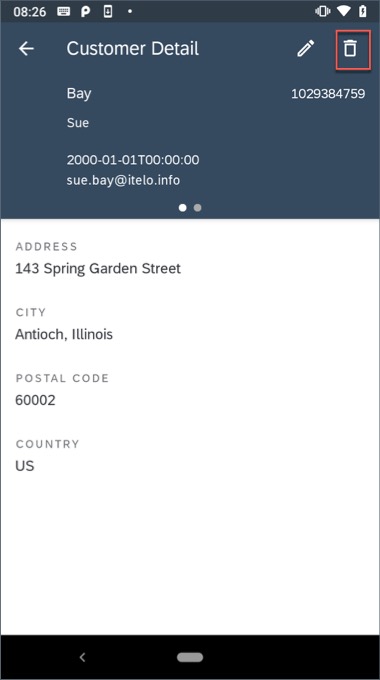 08:26
Customer Detail
Bay 1029384759
Sue
2000-01-01T00:00:00
sue.bay@itelo.info
ADDRESS
143 Spring Garden Street
CITY
Antioch, Illinois
POSTAL CODE
60002
COUNTRY
US